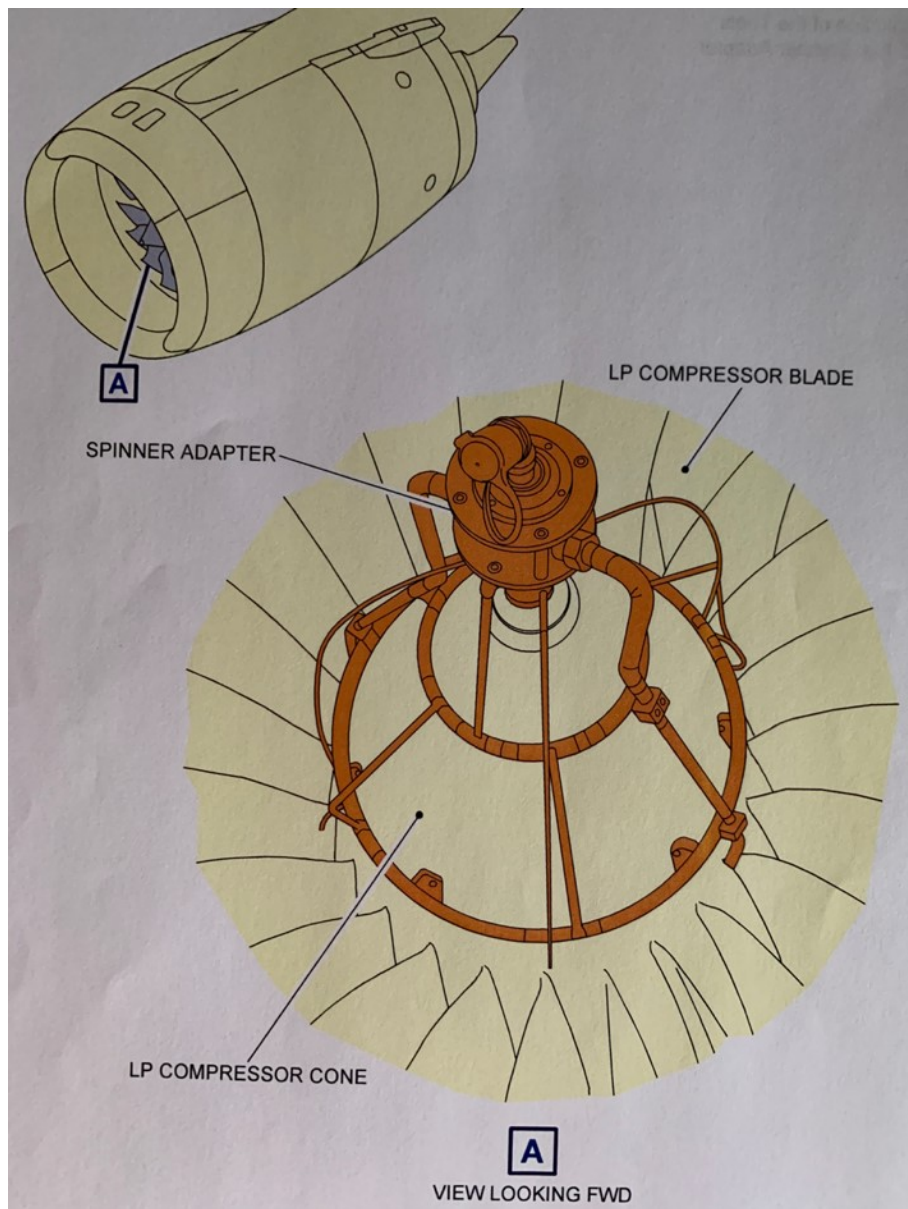 A
LP COMPRESSOR BLADE
SPINNER ADAPTER
LP COMPRESSOR CONE
A
VIEW LOOKING FWD